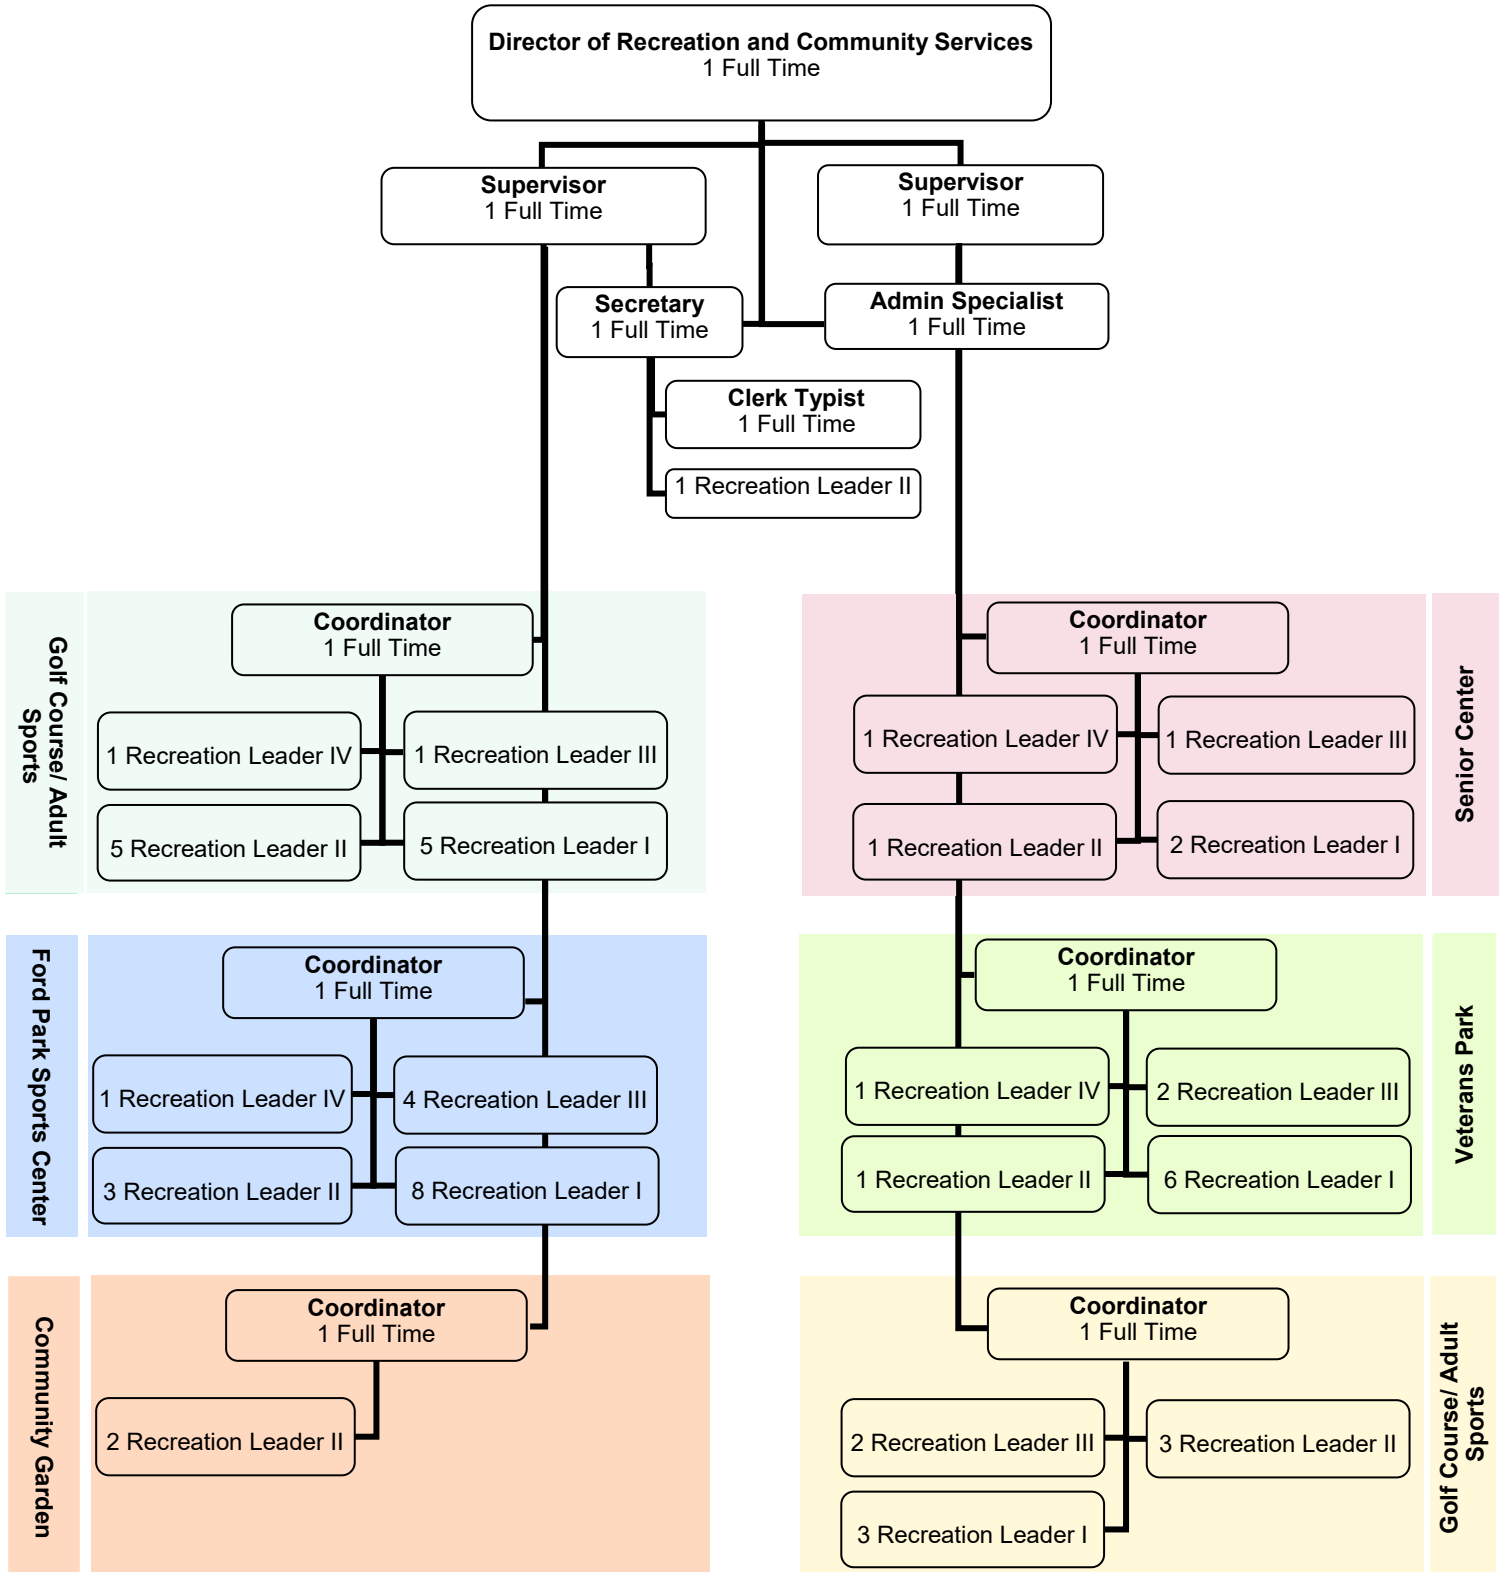 Director of Recreation and Community Services
1 Full Time
Supervisor
1 Full Time
Supervisor
1 Full Time
Secretary
1 Full Time
Admin Specialist
1 Full Time
Clerk Typist
1 Full Time
1 Recreation Leader II
Golf Course/ Adult
Sports
Coordinator
1 Full Time
1 Recreation Leader IV
1 Recreation Leader III
5 Recreation Leader II
5 Recreation Leader I
Senior Center
Coordinator
1 Full Time
1 Recreation Leader IV
1 Recreation Leader III
1 Recreation Leader II
2 Recreation Leader I
Ford Park Sports Center
Coordinator
1 Full Time
1 Recreation Leader IV
4 Recreation Leader III
3 Recreation Leader II
8 Recreation Leader I
Veterans Park
Coordinator
1 Full Time
1 Recreation Leader IV
2 Recreation Leader III
1 Recreation Leader II
6 Recreation Leader I
Community Garden
Coordinator
1 Full Time
2 Recreation Leader II
Golf Course/ Adult
Sports
Coordinator
1 Full Time
2 Recreation Leader III
3 Recreation Leader II
3 Recreation Leader I